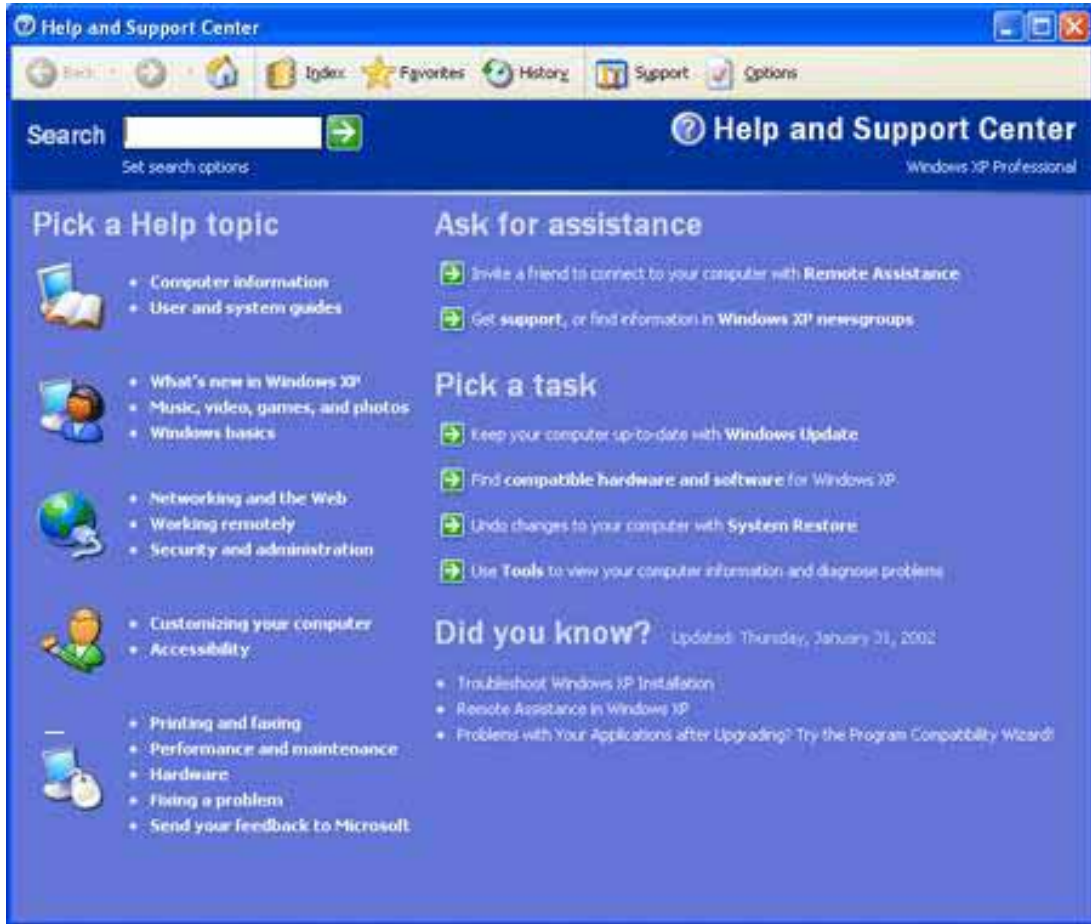 Help and Support Center
Back Index Favorites History Support Options
Search
Set search options
Help and Support Center
Windows XP Professional
Pick a Help topic
Computer information
User and system guides
What's new in Windows XP
Music, video, games, and photos
Windows basics
Networking and the Web
Working remotely
Security and administration
Customizing your computer
Accessibility
Printing and faxing
Performance and maintenance
Hardware
Fixing a problem
Send your feedback to Microsoft
Ask for assistance
Invite a friend to connect to your computer with Remote Assistance
Get support, or find information in Windows XP newsgroups
Pick a task
Keep your computer up-to-date with Windows Update
Find compatible hardware and software for Windows XP
Undo changes to your computer with System Restore
Use Tools to view your computer information and diagnose problems
Did you know? Updated: Thursday, January 31, 2002
Troubleshoot Windows XP Installation
Remote Assistance in Windows XP
Problems with Your Applications after Upgrading? Try the Program Compatibility Wizard!